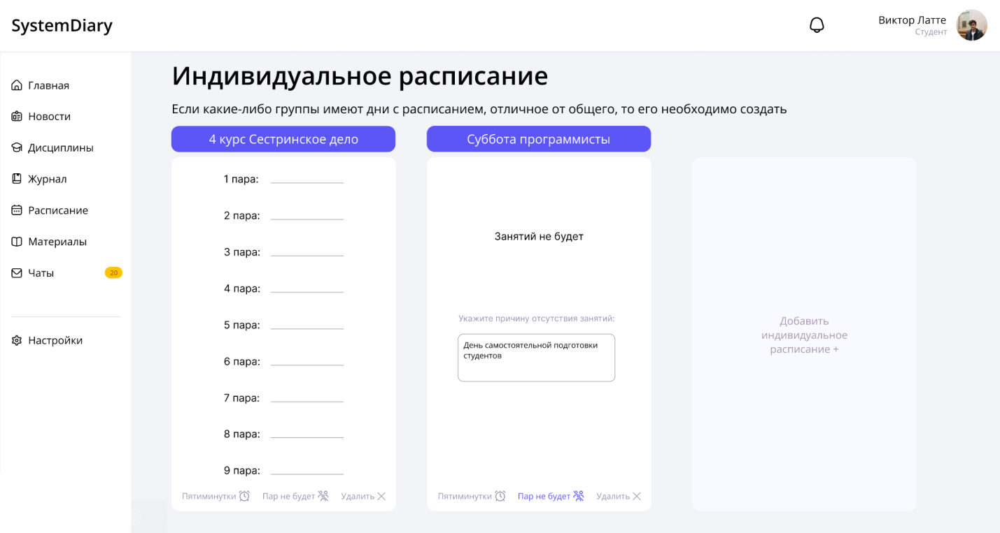 SystemDiary
Виктор Латте
Студент
Главная
Новости
Дисциплины
Журнал
Расписание
Материалы
Чаты 20
Настройки
Индивидуальное расписание
Если какие-либо группы имеют дни с расписанием, отличное от общего, то его необходимо создать
4 курс Сестринское дело
1 пара:
2 пара:
3 пара:
4 пара:
5 пара:
6 пара:
7 пара:
8 пара:
9 пара:
Пятиминутки Пар не будет Удалить
Суббота программисты
Занятий не будет
Укажите причину отсутствия занятий:
День самостоятельной подготовки
студентов
Пятиминутки Пар не будет Удалить
Добавить
индивидуальное
расписание +